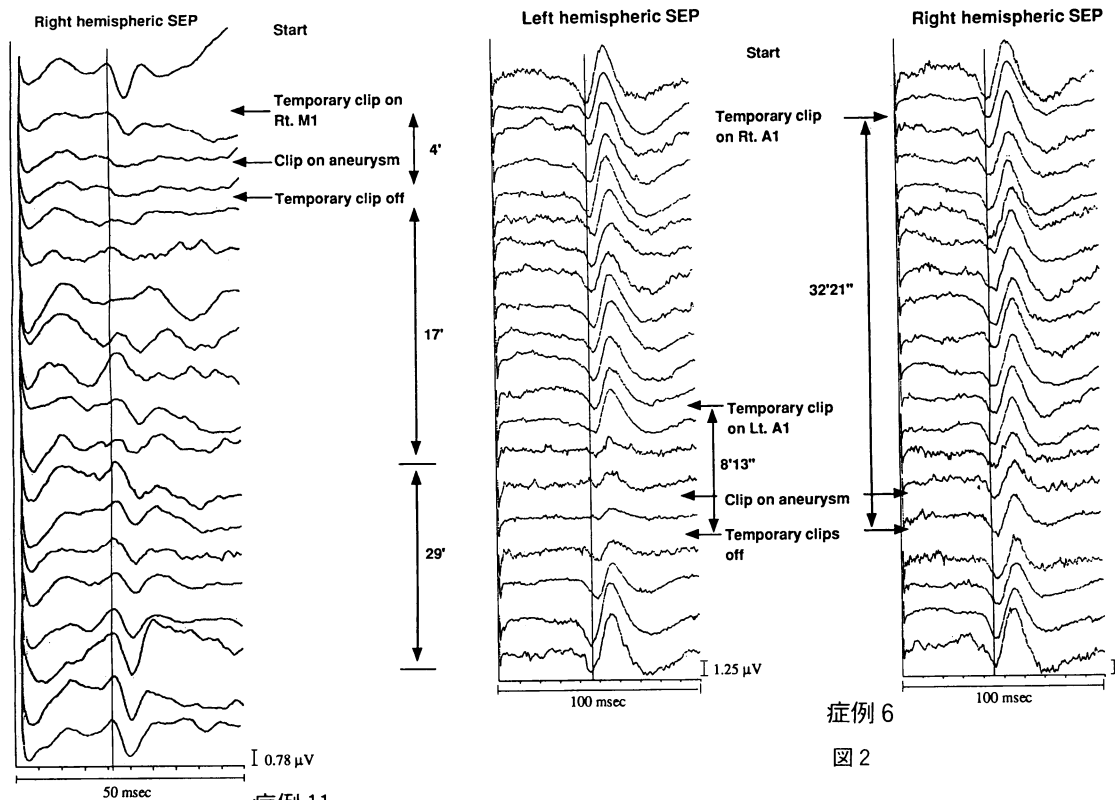 Right hemispheric SEP
Start
Temporary clip on
Rt. M1
4'
Clip on aneurysm
Temporary clip off
17'
29'
0.78 μV
50 msec
症例 11
Left hemispheric SEP
Right hemispheric SEP
Start
Temporary clip
on Rt. A1
32'21"
Temporary clip
on Lt. A1
8'13"
Clip on aneurysm
Temporary clips
off
1.25 μV
100 msec
100 msec
症例 6
図 2